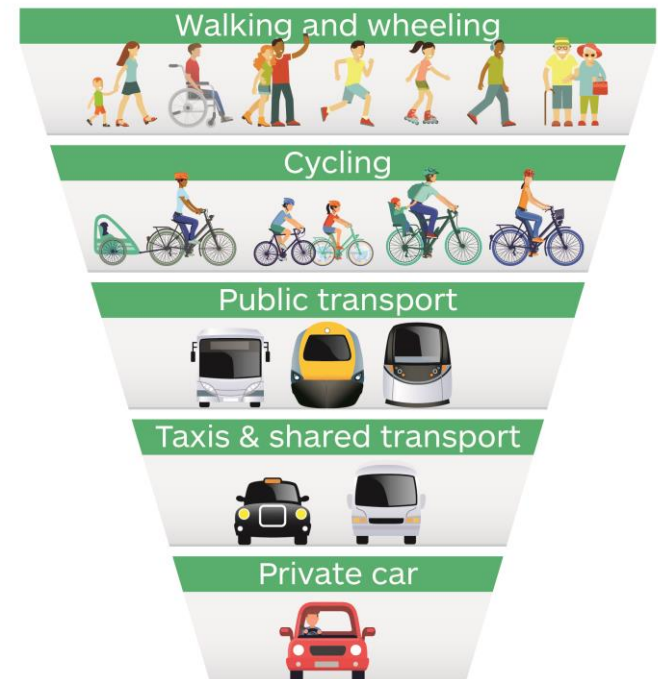 Walking and wheeling
Cycling
Public transport
Taxis & shared transport
Private car